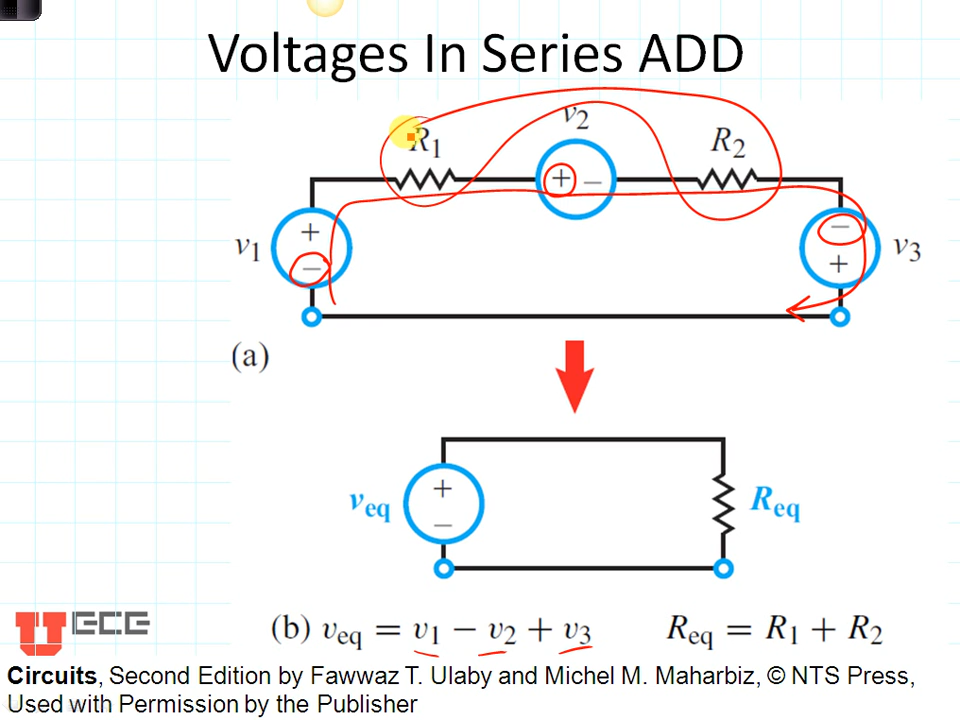 Voltages In Series ADD
v2
R1
R2
+ −
v1
+
−
−
+
v3
(a)
veq
+
−
Req
(b) veq = v1 − v2 + v3 Req = R1 + R2
U ECE
Circuits, Second Edition by Fawwaz T. Ulaby and Michel M. Maharbiz, © NTS Press,
Used with Permission by the Publisher